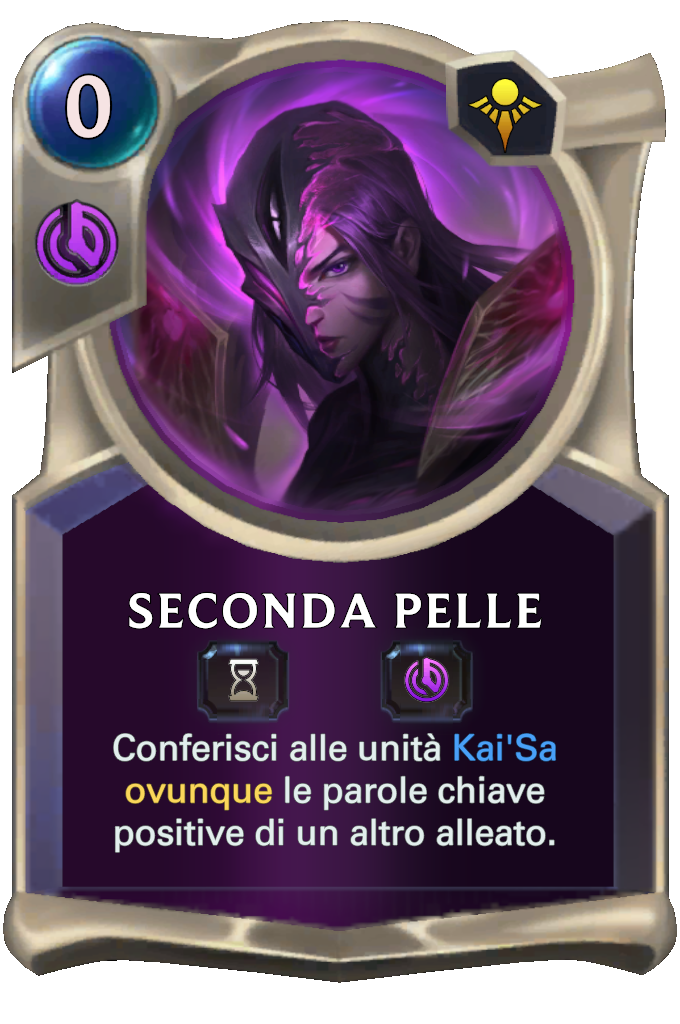 0
SECONDA PELLE
Conferisci alle unità Kai'Sa
ovunque le parole chiave
positive di un altro alleato.